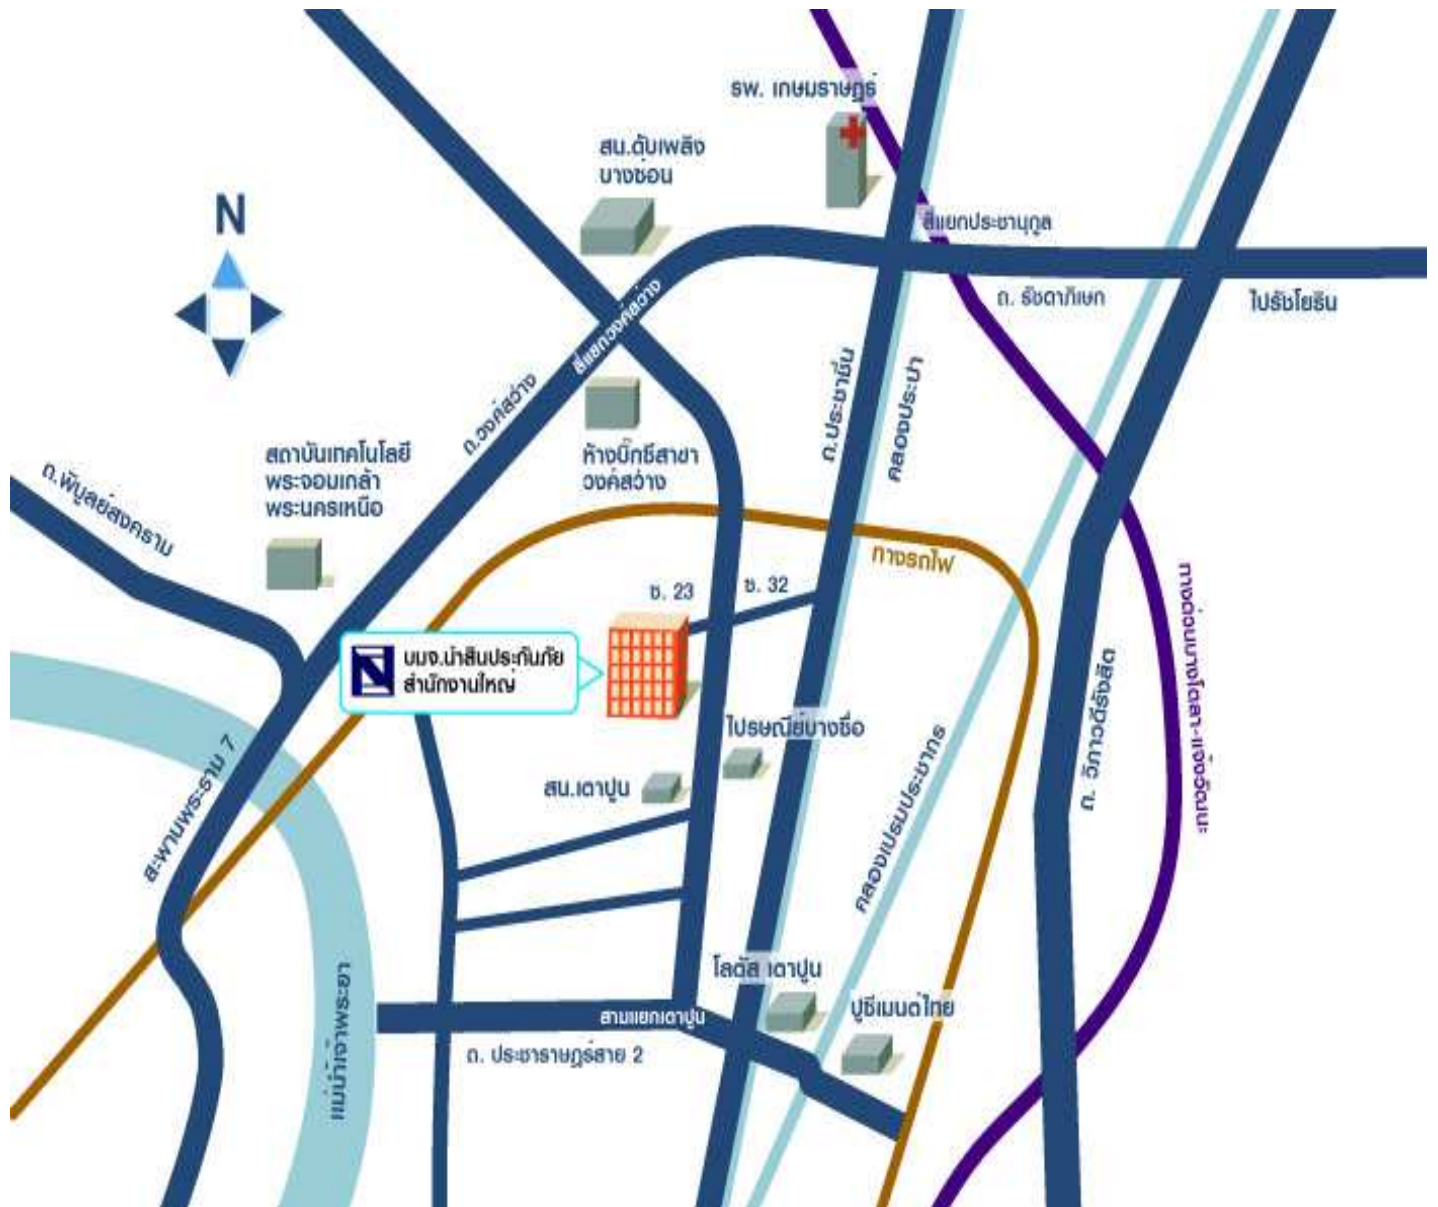 รพ. เกษมราษฎร์
สน.ดับเพลิง
บางซ่อน
N
สี่แยกประชานุกูล
ถ. รัชดาภิเษก
ไปรัชโยธิน
สี่แยกวงศ์สว่าง
ถ.วงศ์สว่าง
ถ.ประชาชื่น
คลองประปา
สถาบันเทคโนโลยี
พระจอมเกล้า
พระนครเหนือ
ห้างบิ๊กซีสาขา
วงศ์สว่าง
ถ.พิบูลย์สงคราม
ทางรถไฟ
ซ. 23
ซ. 32
บมจ.นำสินประกันภัย
สำนักงานใหญ่
ทางด่วนบางโคล่-แจ้งวัฒนะ
ถ. วิภาวดีรังสิต
ไปรษณีย์บางซื่อ
สน.เตาปูน
สะพานพระราม 7
คลองเปรมประชากร
โลตัส เตาปูน
ปูซีเมนต์ไทย
สามแยกเตาปูน
ถ. ประชาราษฎร์สาย 2
แม่น้ำเจ้าพระยา